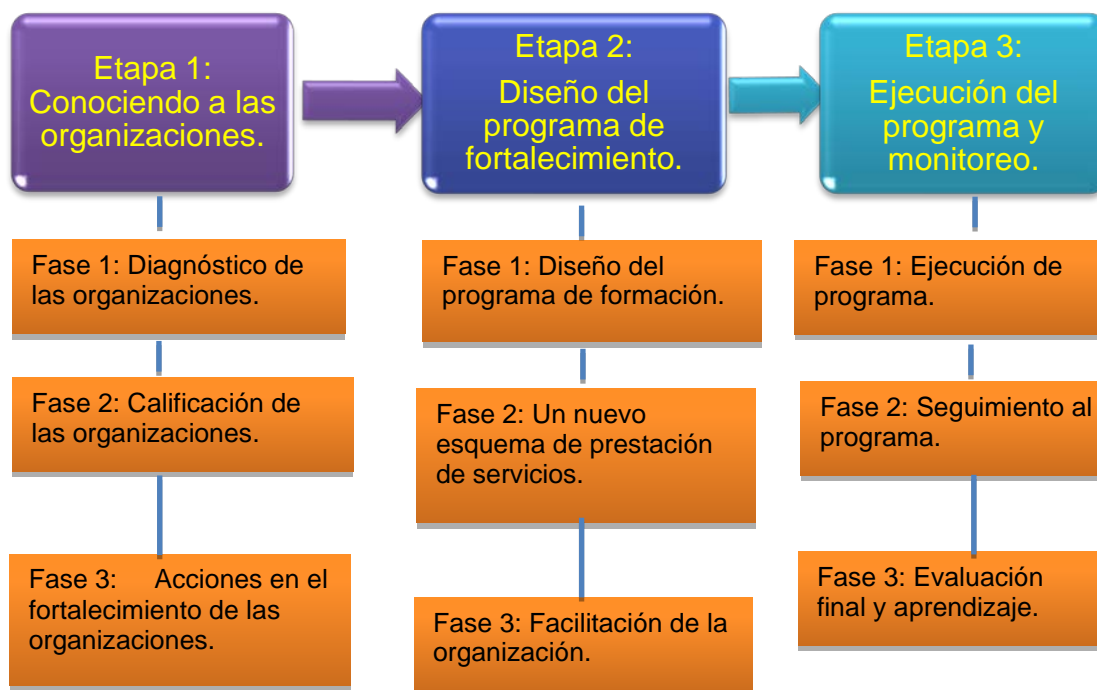 Etapa 1:
Conociendo a las
organizaciones.
Etapa 2:
Diseño del
programa de
fortalecimiento.
Etapa 3:
Ejecución del
programa y
monitoreo.
Fase 1: Diagnóstico de
las organizaciones.
Fase 2: Calificación de
las organizaciones.
Fase 3: Acciones en el
fortalecimiento de las
organizaciones.
Fase 1: Diseño del
programa de formación.
Fase 2: Un nuevo
esquema de prestación
de servicios.
Fase 3: Facilitación de la
organización.
Fase 1: Ejecución de
programa.
Fase 2: Seguimiento al
programa.
Fase 3: Evaluación
final y aprendizaje.